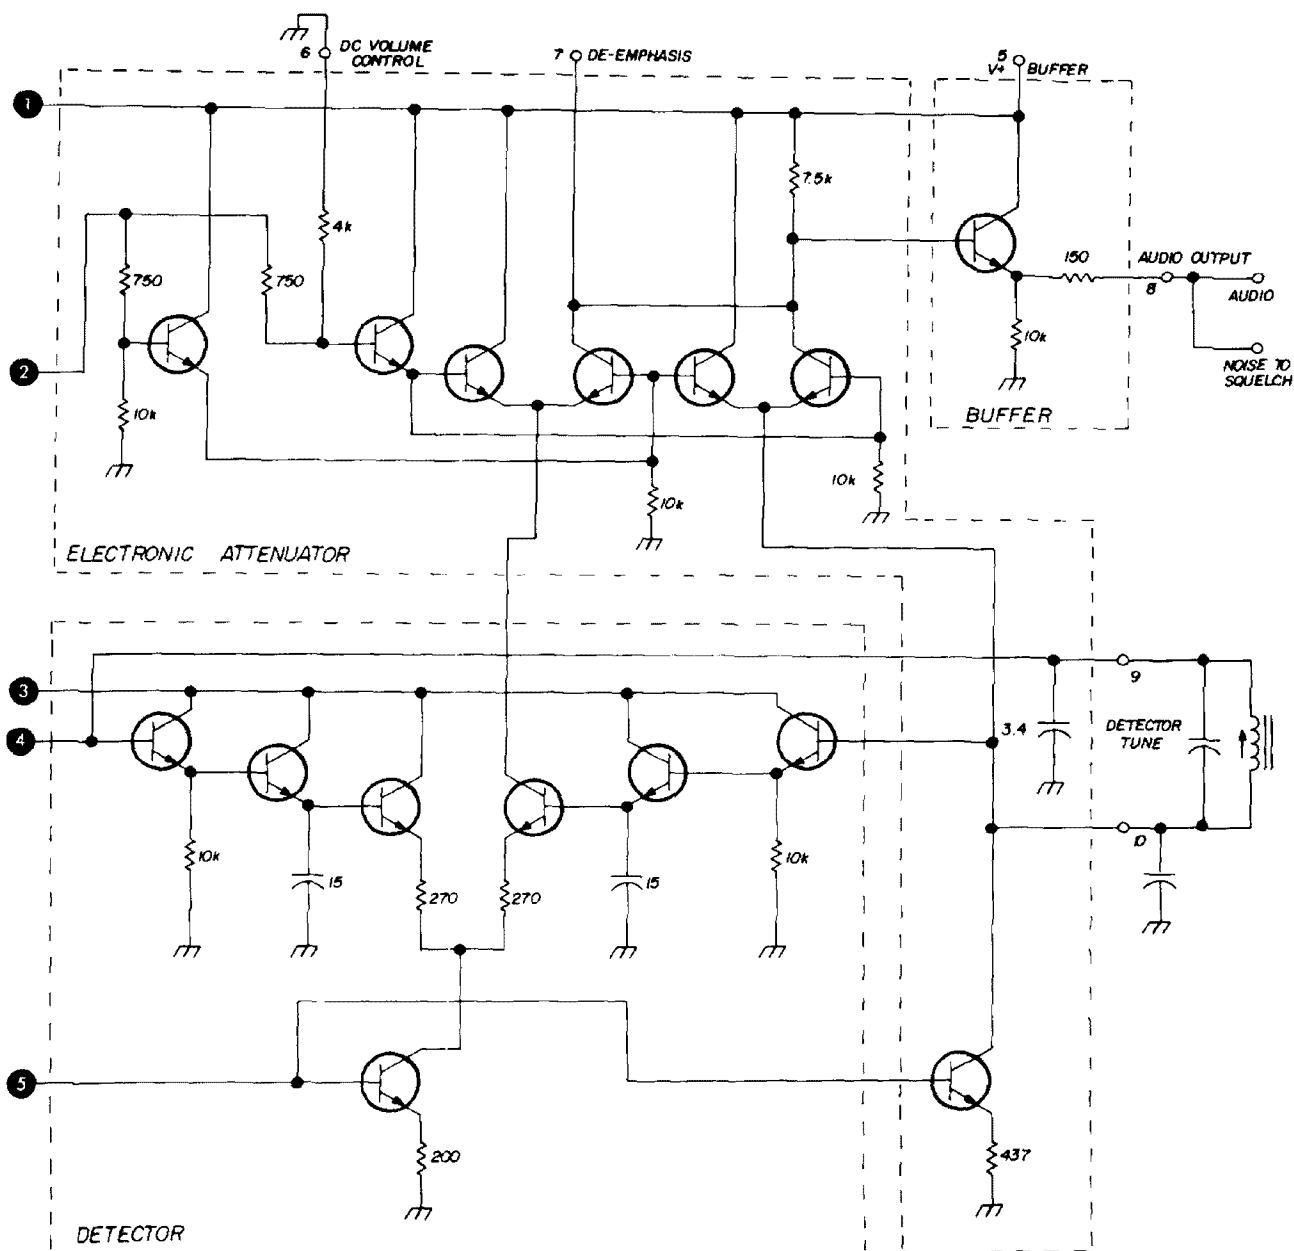 6 DC VOLUME
CONTROL
7 DE-EMPHASIS
5
V+ BUFFER
1
7.5k
4k
750
750
150
AUDIO OUTPUT
8
AUDIO
10k
NOISE TO
SQUELCH
2
BUFFER
10k
10k
10k
ELECTRONIC ATTENUATOR
3
9
4
3.4
DETECTOR
TUNE
10k
15
270
270
15
10k
10
5
200
437
DETECTOR